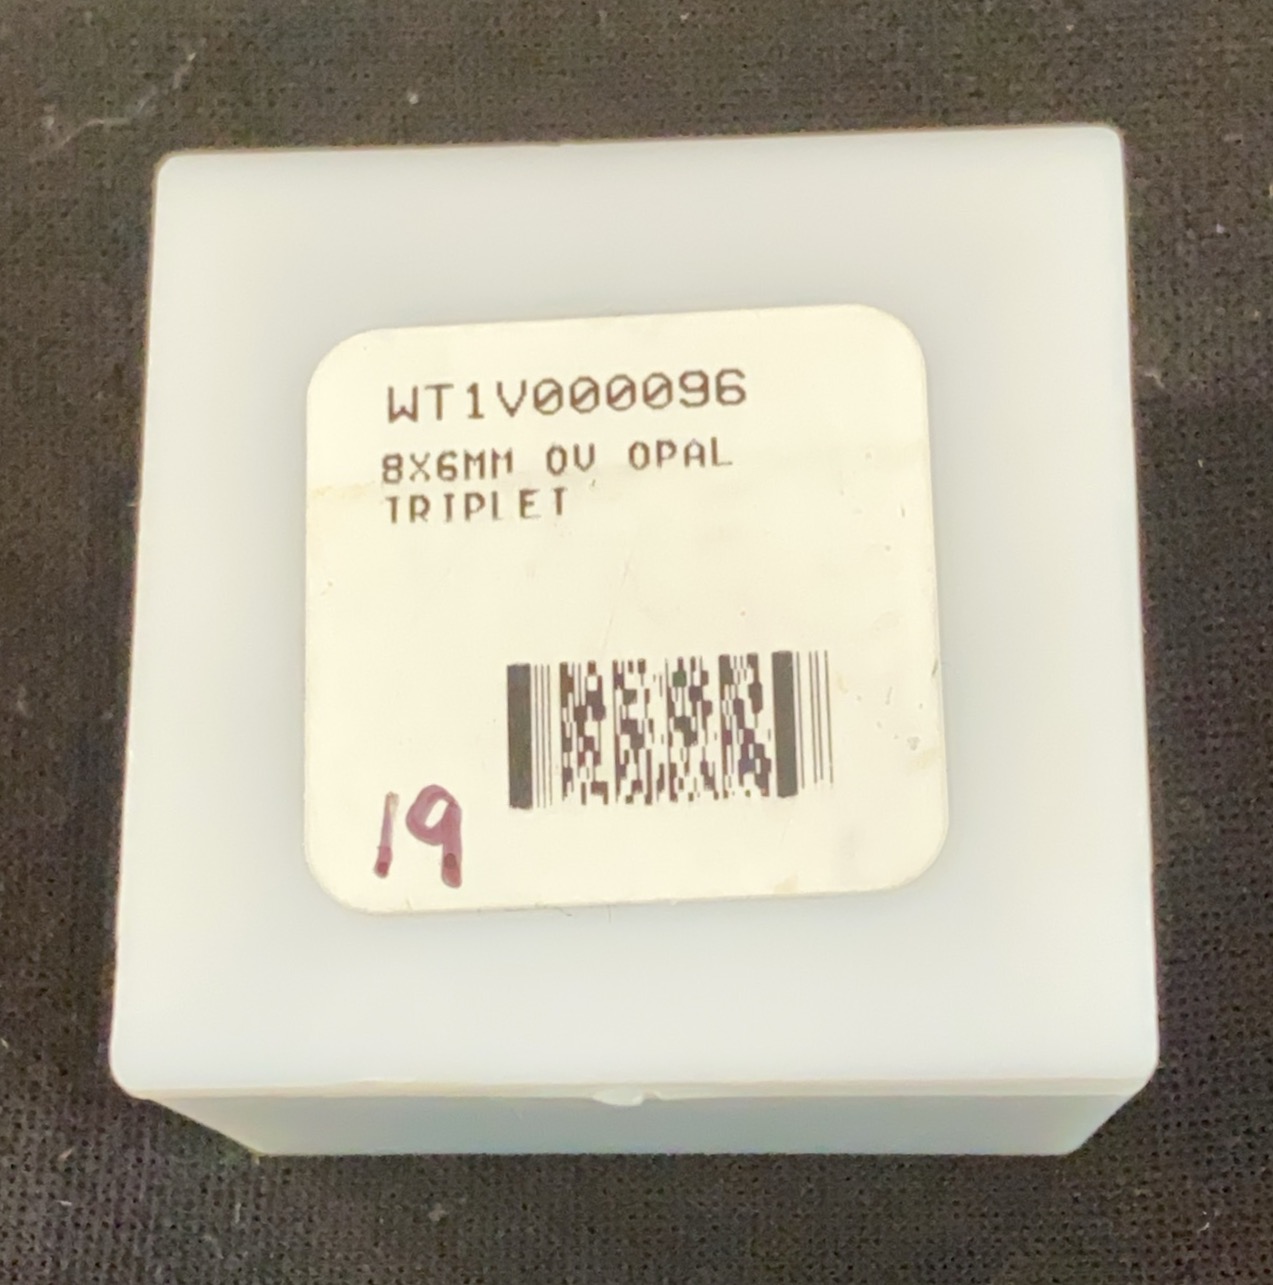 WT1V000096
8X6MM OV OPAL
TRIPLET
19